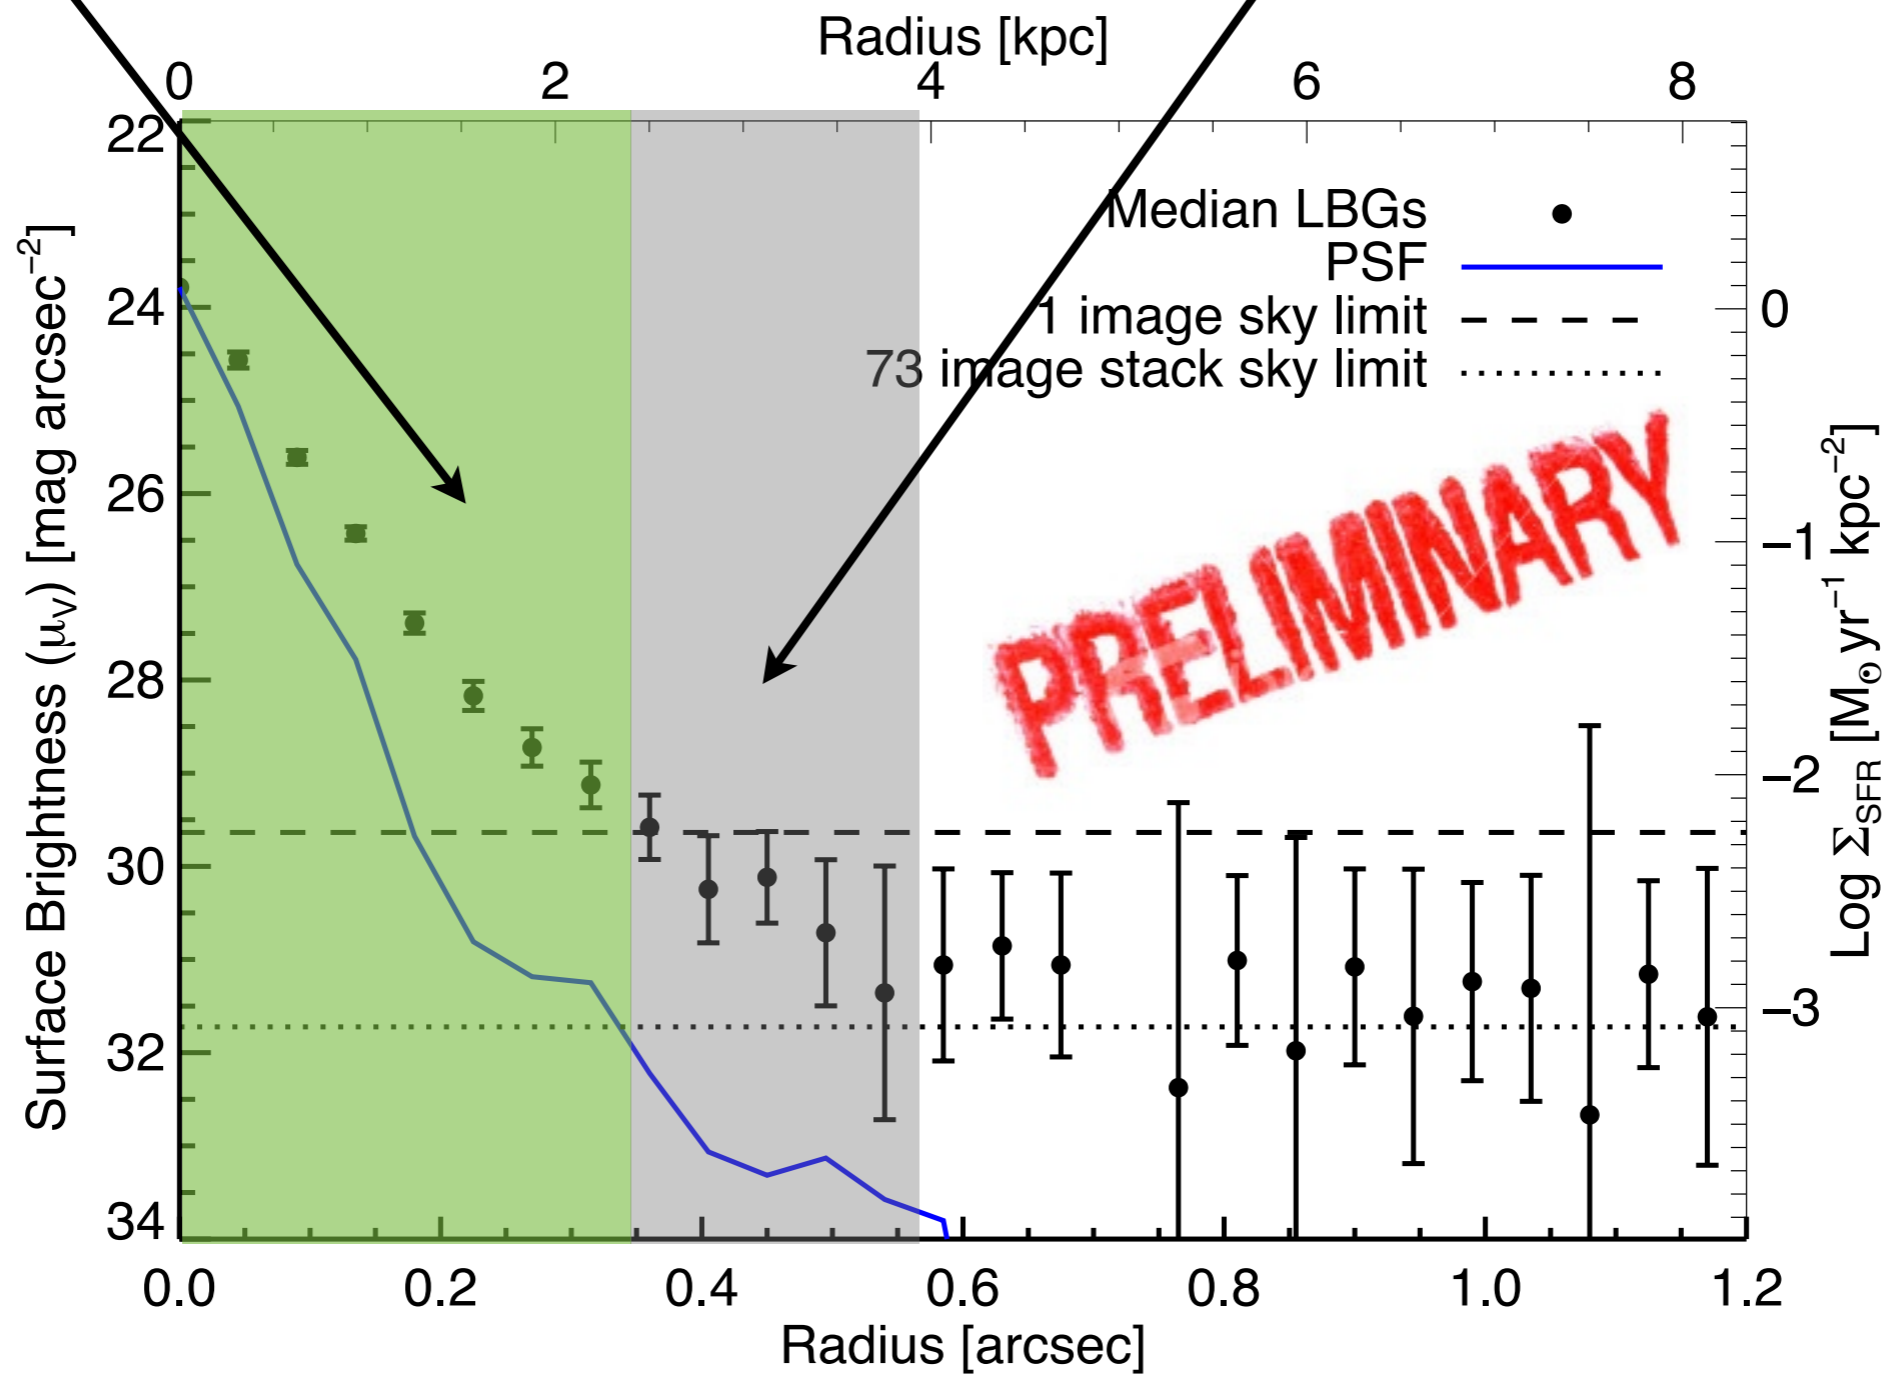 Radius [kpc]
0 2 4 6 8
22
24
26
28
30
32
34
Surface Brightness (μV) [mag arcsec−2]
Median LBGs
PSF
1 image sky limit
73 image stack sky limit
PRELIMINARY
0
−1
−2
−3
Log ΣSFR [M⊙yr−1 kpc−2]
0.0 0.2 0.4 0.6 0.8 1.0 1.2
Radius [arcsec]